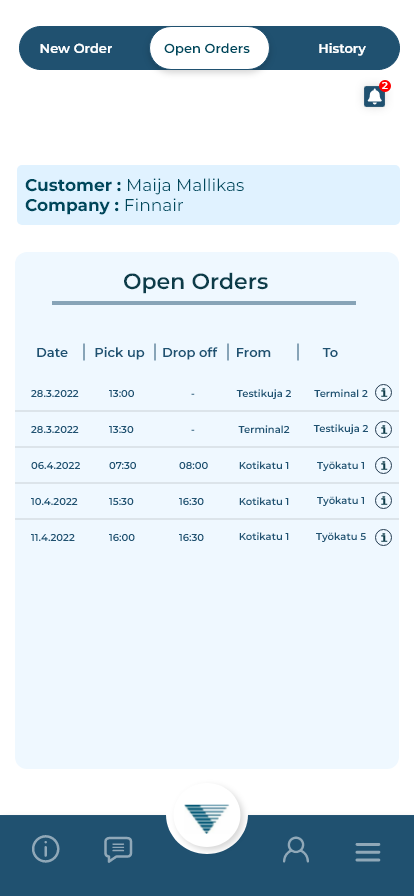 New Order Open Orders History
2
Customer : Maija Mallikas
Company : Finnair
Open Orders
Date Pick up Drop off From To
28.3.2022 13:00 - Testikuja 2 Terminal 2
28.3.2022 13:30 - Terminal2 Testikuja 2
06.4.2022 07:30 08:00 Kotikatu 1 Työkatu 1
10.4.2022 15:30 16:30 Kotikatu 1 Työkatu 1
11.4.2022 16:00 16:30 Kotikatu 1 Työkatu 5